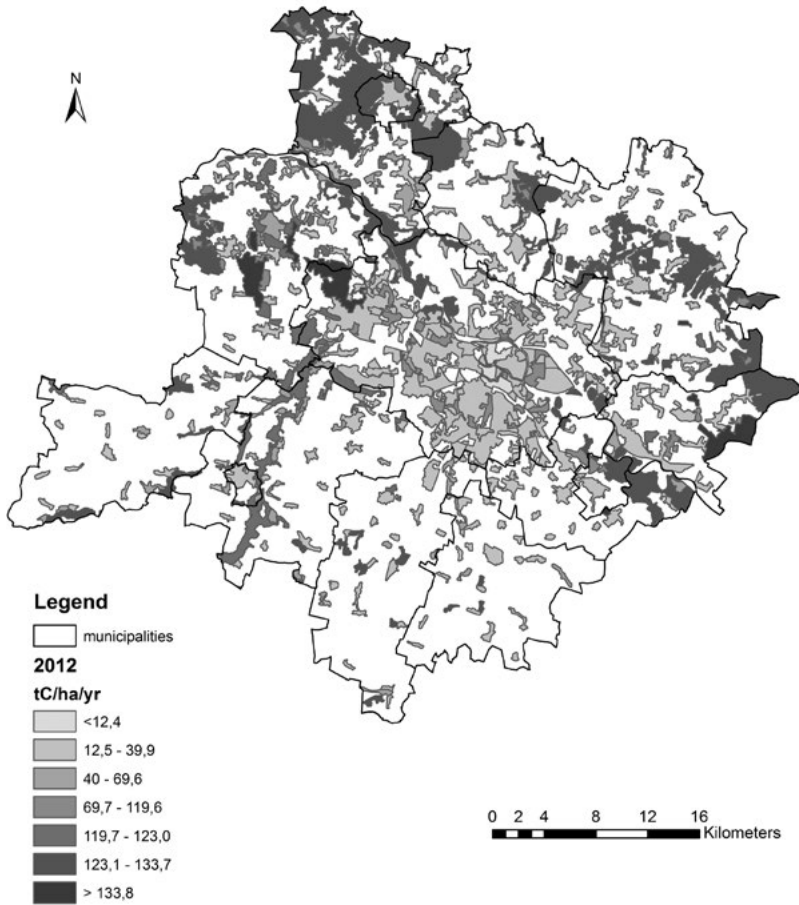 N
Legend
municipalities
2012
tC/ha/yr
<12,4
12,5 - 39,9
40 - 69,6
69,7 - 119,6
119,7 - 123,0
123,1 - 133,7
> 133,8
0 2 4 8 12 16
Kilometers